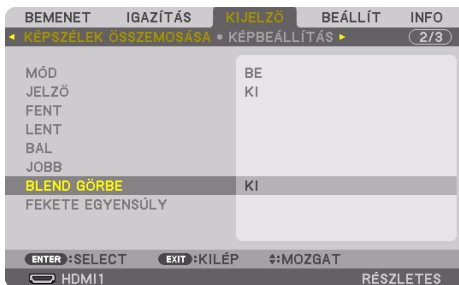 BEMENET IGAZÍTÁS KIJELZŐ BEÁLLÍT INFO
KÉPSZÉLEK ÖSSZEMOSÁSA • KÉPBEÁLLÍTÁS 2/3
MÓD BE
JELZŐ KI
FENT
LENT
BAL
JOBB
BLEND GÖRBE KI
FEKETE EGYENSÚLY
ENTER :SELECT EXIT :KILÉP :MOZGAT
HDMI1 RÉSZLETES